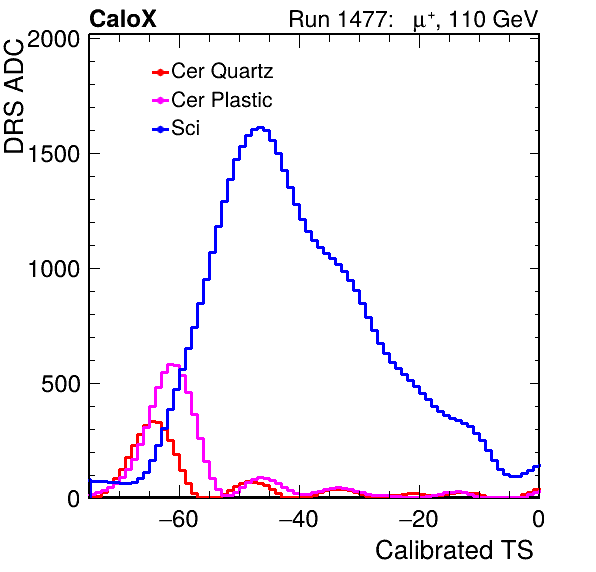 CaloX
Run 1477: μ⁺, 110 GeV
DRS ADC
2000
1500
1000
500
0
Cer Quartz
Cer Plastic
Sci
−60
−40
−20
0
Calibrated TS